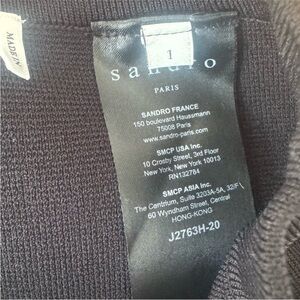 MADE IN
1
sandro
PARIS
SANDRO FRANCE
150 boulevard Haussmann
75008 Paris
www.sandro-paris.com
SMCP USA Inc.
10 Crosby Street, 3rd Floor
New York, New York 10013
RN132784
SMCP ASIA Inc.
The Centrium, Suite 3203A-5A, 32/F
60 Wyndham Street, Central
HONG-KONG
J2763H-20